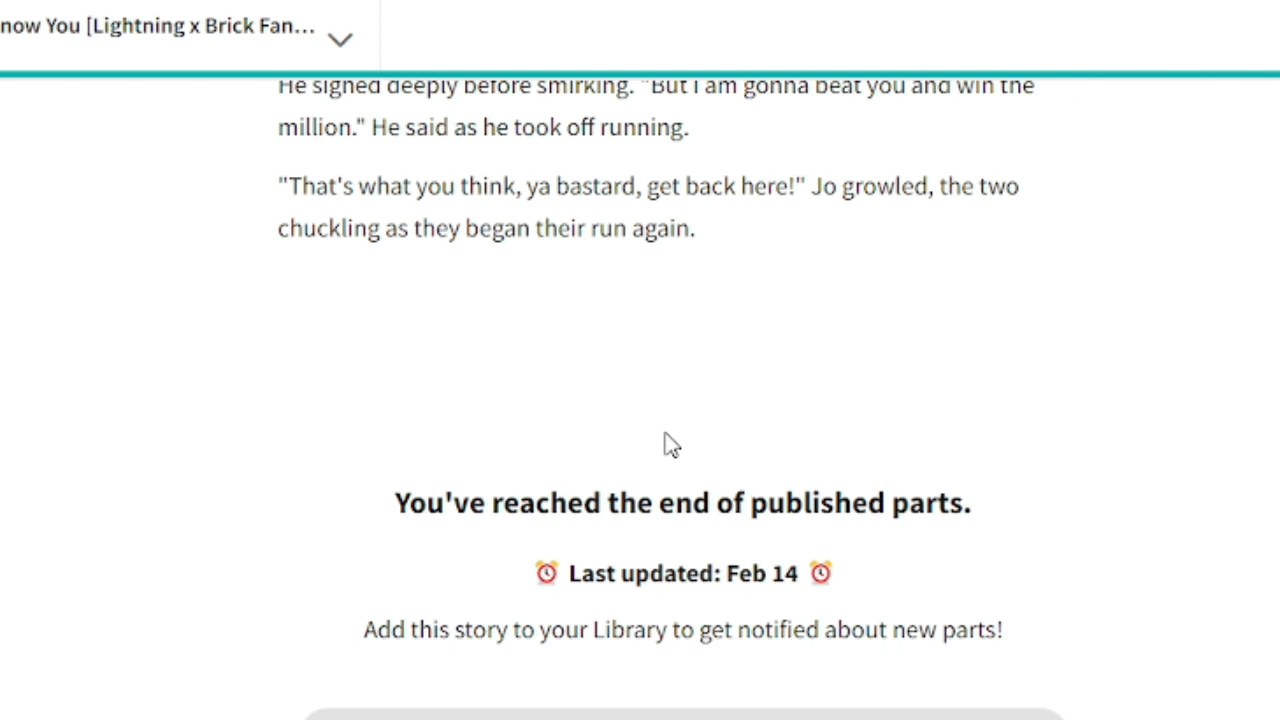 now You [Lightning x Brick Fan...
He signed deeply before smirking. "But I am gonna beat you and win the
million." He said as he took off running.
"That's what you think, ya bastard, get back here!" Jo growled, the two
chuckling as they began their run again.
You've reached the end of published parts.
⏰ Last updated: Feb 14 ⏰
Add this story to your Library to get notified about new parts!